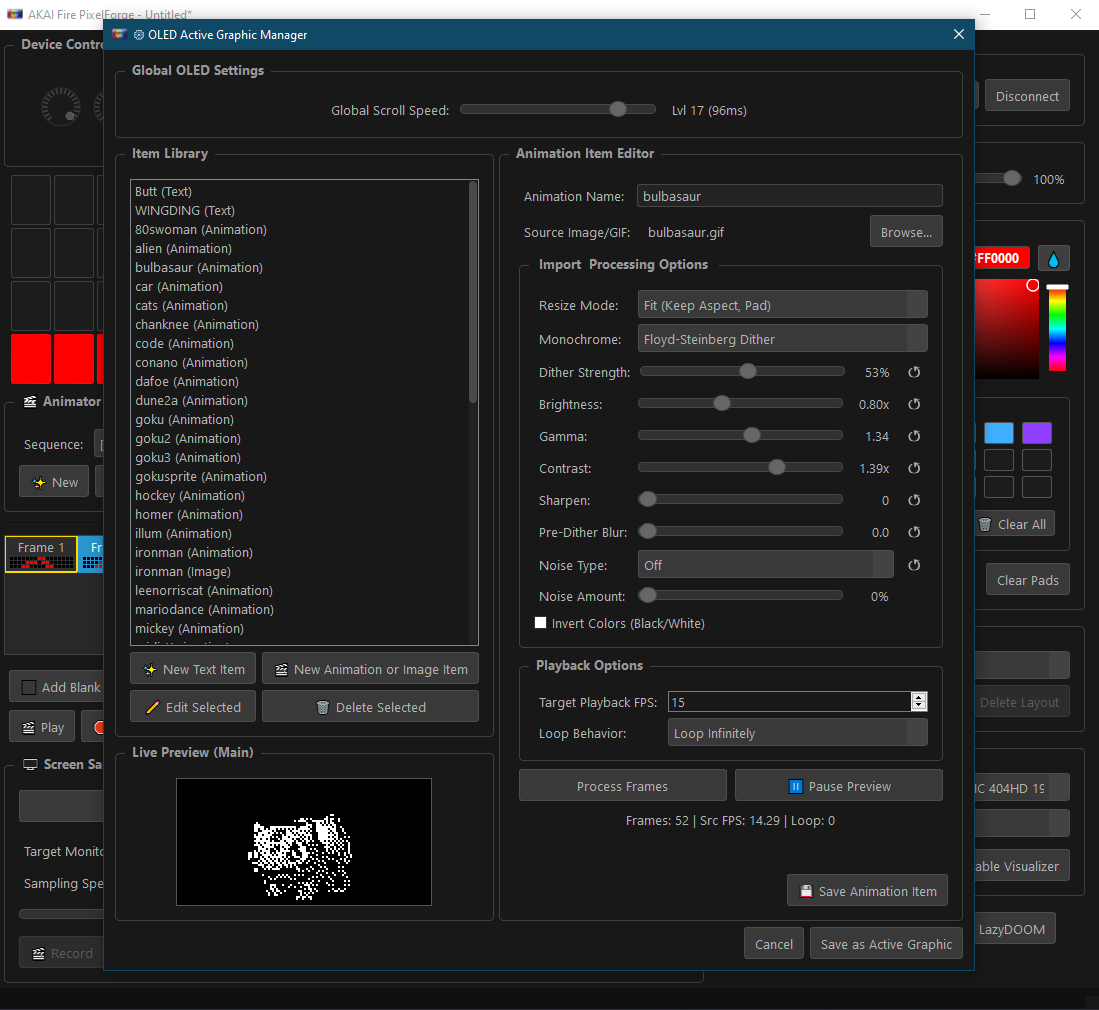 AKAI Fire PixelForge - Untitled*
OLED Active Graphic Manager
Device Contro
Disconnect
100%
FF0000
Animator
Sequence:
New
Frame 1
Fr
Clear All
Clear Pads
Add Blank
Play
Delete Layout
Screen Sa
IC 404HD 19
Target Monito
Sampling Spe
able Visualizer
Record
LazyDOOM
Global OLED Settings
Global Scroll Speed:
Lvl 17 (96ms)
Item Library
Butt (Text)
WINGDING (Text)
80swoman (Animation)
alien (Animation)
bulbasaur (Animation)
car (Animation)
cats (Animation)
channee (Animation)
code (Animation)
conano (Animation)
dafoe (Animation)
dune2a (Animation)
goku (Animation)
goku2 (Animation)
goku3 (Animation)
gokusprite (Animation)
hockey (Animation)
homer (Animation)
illum (Animation)
ironman (Animation)
ironman (Image)
leenorriscat (Animation)
mariodance (Animation)
mickey (Animation)
New Text Item
New Animation or Image Item
Edit Selected
Delete Selected
Live Preview (Main)
Animation Item Editor
Animation Name:
bulbasaur
Source Image/GIF:
bulbasaur.gif
Browse...
Import Processing Options
Resize Mode:
Fit (Keep Aspect, Pad)
Monochrome:
Floyd-Steinberg Dither
Dither Strength:
53%
Brightness:
0.80x
Gamma:
1.34
Contrast:
1.39x
Sharpen:
0
Pre-Dither Blur:
0.0
Noise Type:
Off
Noise Amount:
0%
Invert Colors (Black/White)
Playback Options
Target Playback FPS:
15
Loop Behavior:
Loop Infinitely
Process Frames
Pause Preview
Frames: 52 | Src FPS: 14.29 | Loop: 0
Save Animation Item
Cancel
Save as Active Graphic